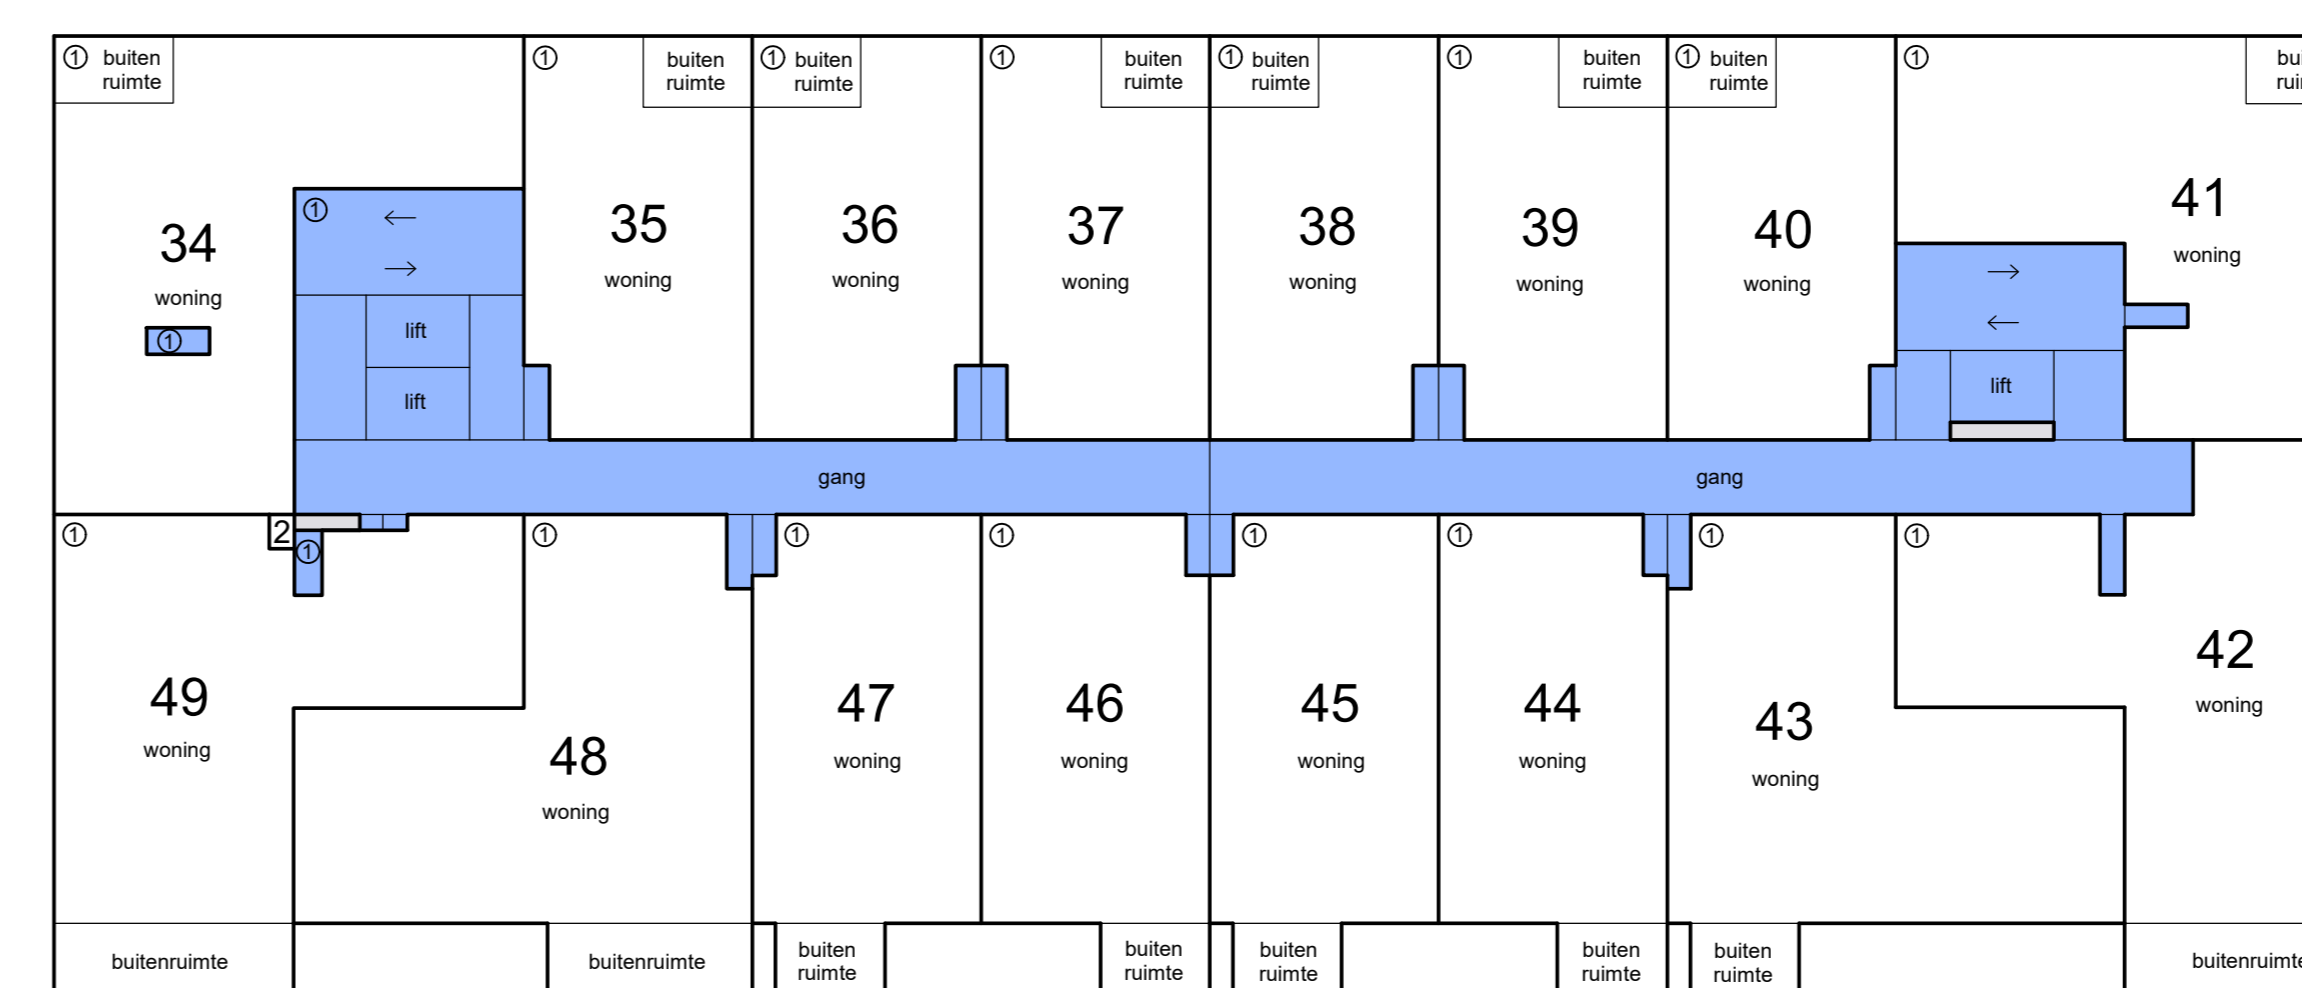 ① buiten
ruimte
①
buiten
ruimte
① buiten
ruimte
①
buiten
ruimte
① buiten
ruimte
①
buiten
ruimte
① buiten
ruimte
①
①
←
→
34
woning
①
35
woning
36
woning
37
woning
38
woning
39
woning
40
woning
41
woning
→
←
lift
lift
lift
gang
gang
①
2
①
①
①
①
①
①
①
①
49
woning
48
woning
47
woning
46
woning
45
woning
44
woning
43
woning
42
woning
buitenruimte
buitenruimte
buiten
ruimte
buiten
ruimte
buiten
ruimte
buiten
ruimte
buiten
ruimte
buitenruimte